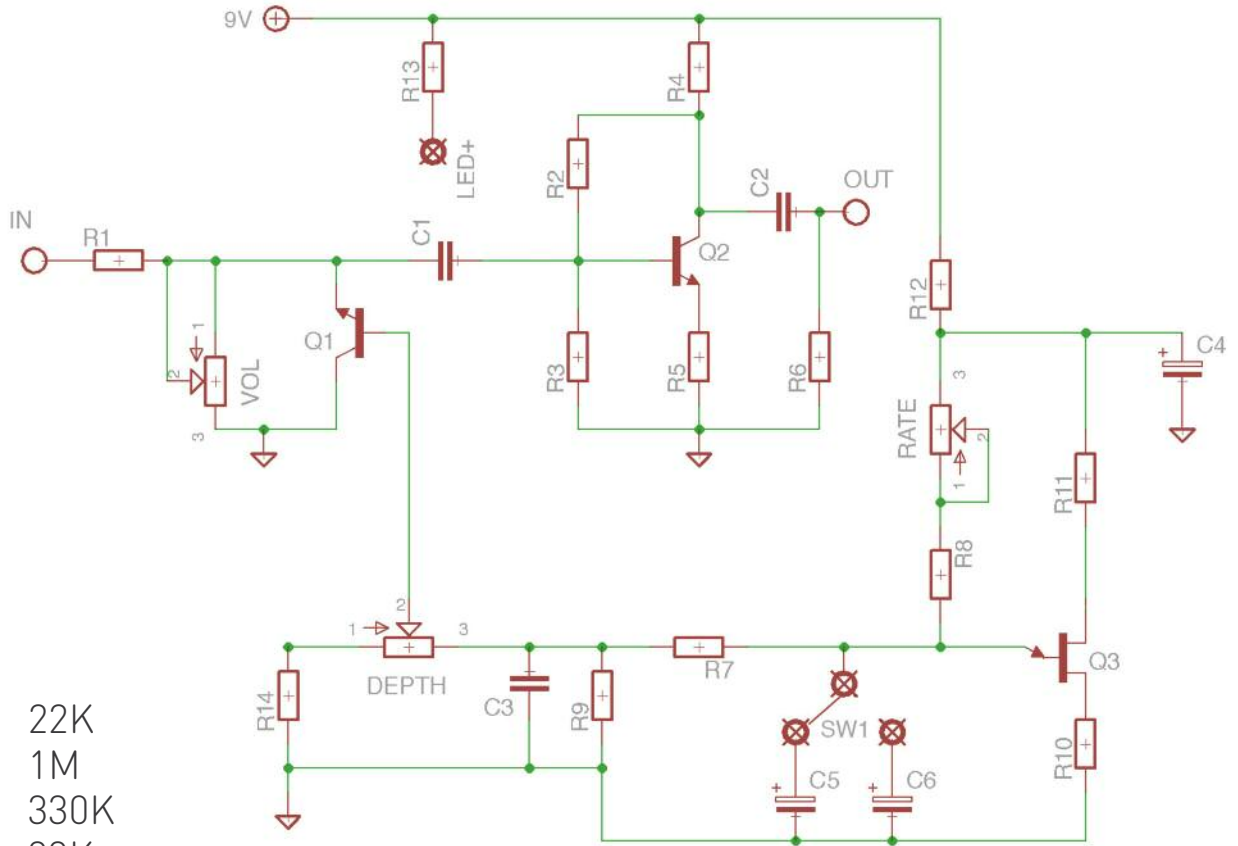 9V
R13
LED+
R4
R2
C2
OUT
IN
R1
C1
Q2
R12
1
2
VOL
3
Q1
R3
R5
R6
C4
3
RATE
2
1
R11
R8
2
1
3
DEPTH
R7
Q3
R14
C3
R9
SW1
R10
C5
C6
22K
1M
330K